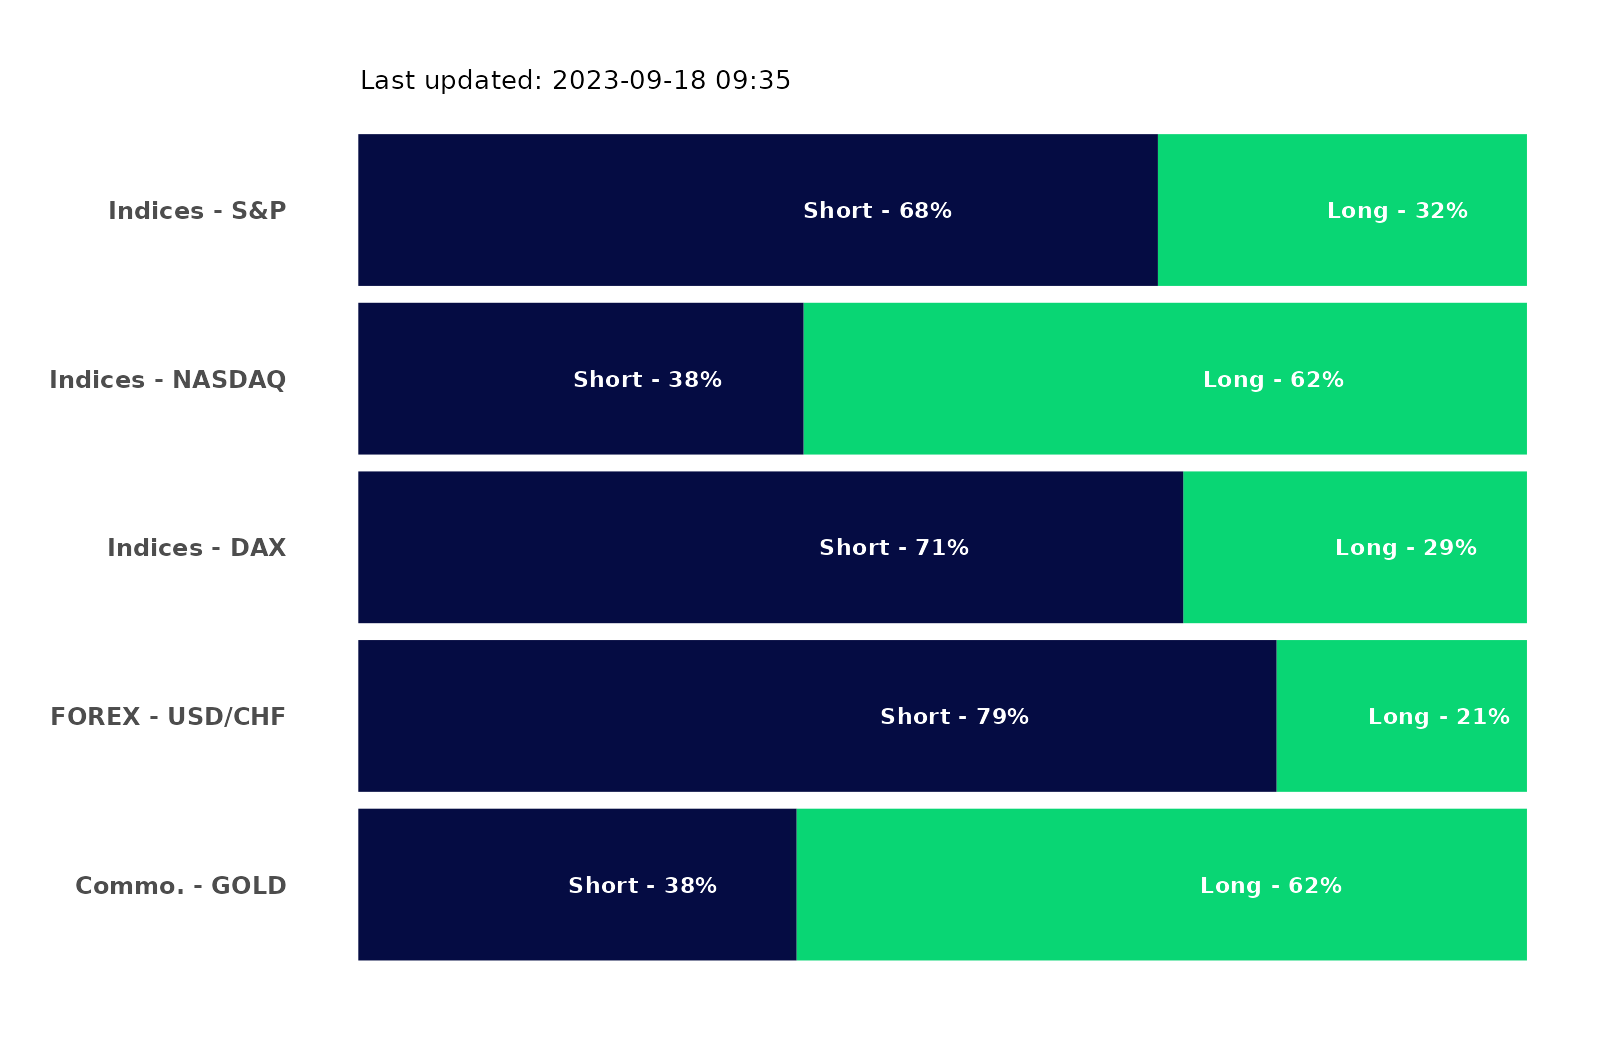 Last updated: 2023-09-18 09:35
Indices - S&P Short - 68% Long - 32%
Indices - NASDAQ Short - 38% Long - 62%
Indices - DAX Short - 71% Long - 29%
FOREX - USD/CHF Short - 79% Long - 21%
Commo. - GOLD Short - 38% Long - 62%